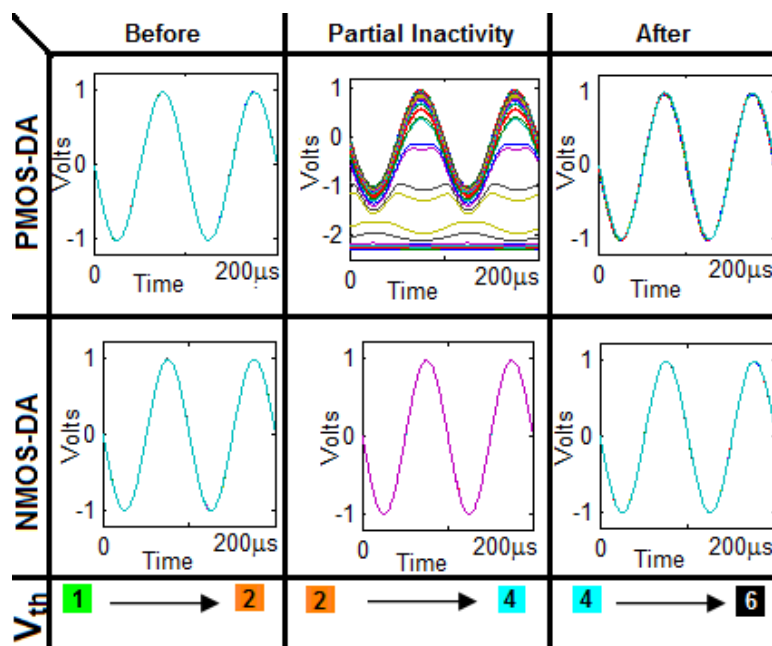 Before
Partial Inactivity
After
PMOS-DA
Volts
1
0
-1
0
200µs
Time
Volts
1
0
-1
-2
0
200µs
Time
Volts
1
0
-1
0
200µs
Time
NMOS-DA
Volts
1
0
-1
0
200µs
Time
Volts
1
0
-1
0
200µs
Time
Volts
1
0
-1
0
200µs
Time
Vth
1
2
2
4
4
6